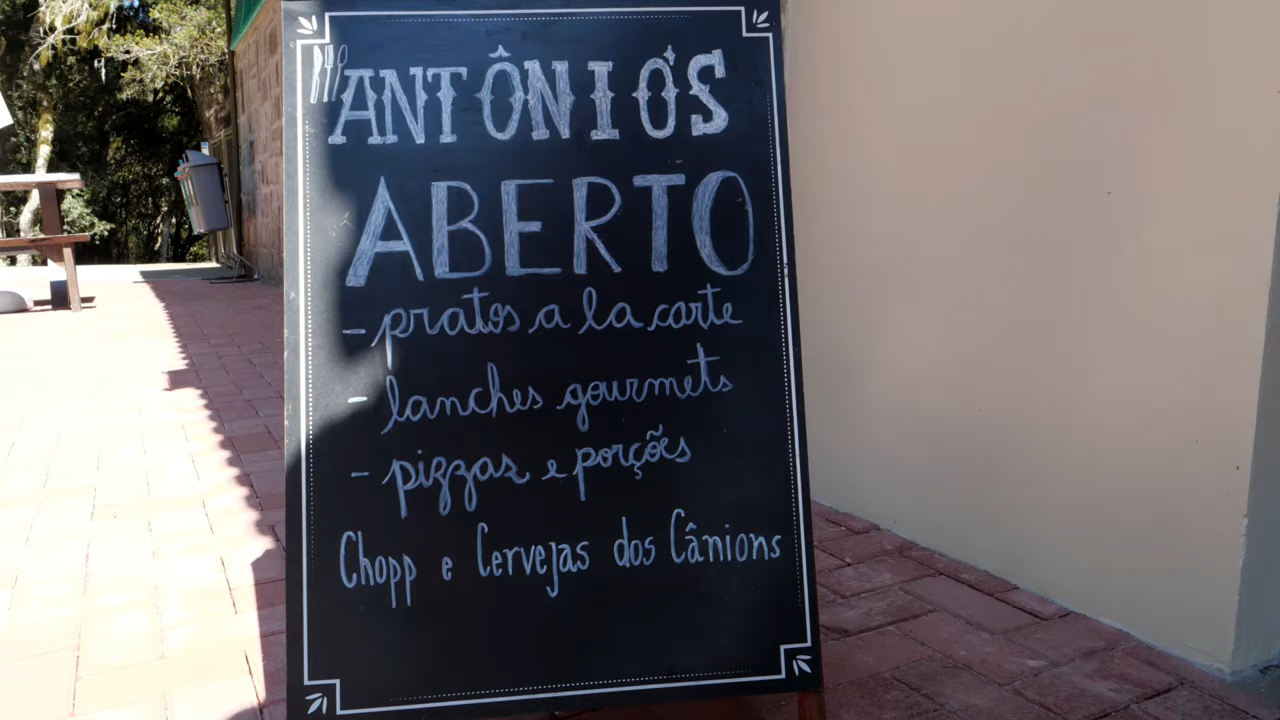 ANTÔNIO'S
ABERTO
- pratos a la carte
- lanches gourmets
- pizzas e porções
Chopp e Cervejas dos Cânions